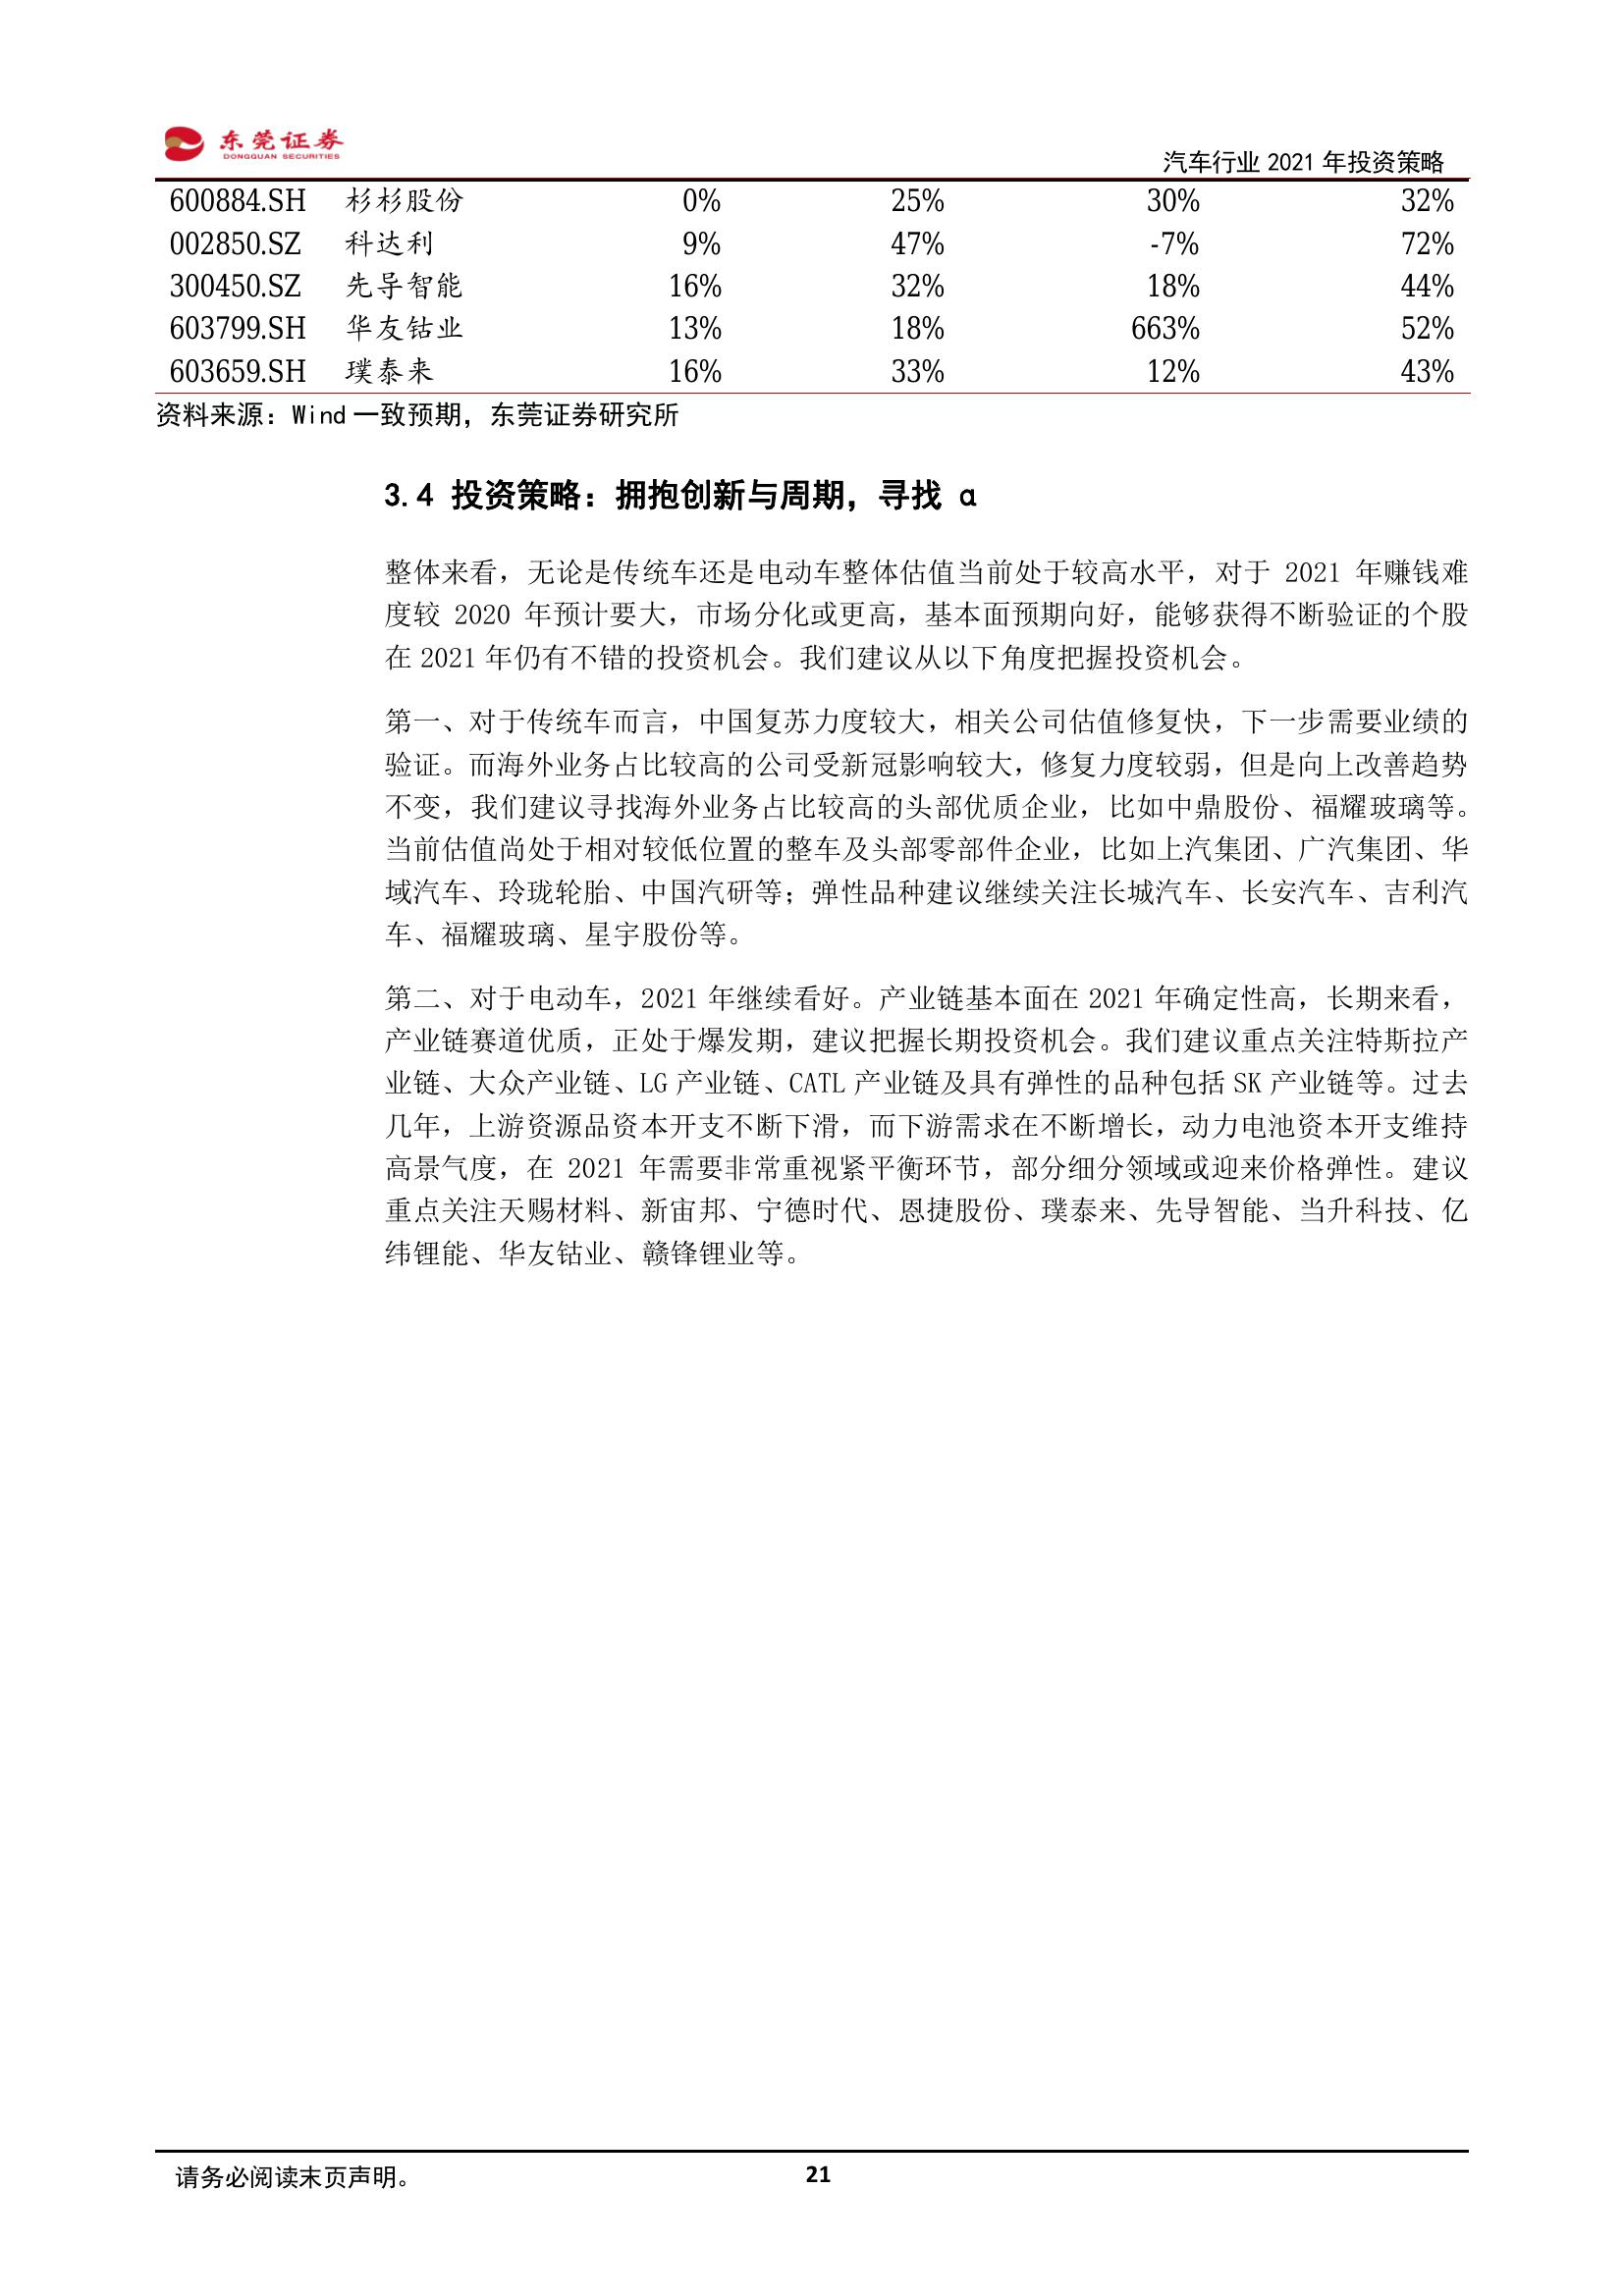 东莞证券
DONGGUAN SECURITIES
汽车行业 2021 年投资策略
600884.SH 杉杉股份 0% 25% 30% 32%
002850.SZ 科达利 9% 47% -7% 72%
300450.SZ 先导智能 16% 32% 18% 44%
603799.SH 华友钴业 13% 18% 663% 52%
603659.SH 璞泰来 16% 33% 12% 43%
资料来源：Wind 一致预期，东莞证券研究所
3.4 投资策略：拥抱创新与周期，寻找 α
整体来看，无论是传统车还是电动车整体估值当前处于较高水平，对于 2021 年赚钱难
度较 2020 年预计要大，市场分化或更高，基本面预期向好，能够获得不断验证的个股
在 2021 年仍有不错的投资机会。我们建议从以下角度把握投资机会。
第一、对于传统车而言，中国复苏力度较大，相关公司估值修复快，下一步需要业绩的
验证。而海外业务占比较高的公司受新冠影响较大，修复力度较弱，但是向上改善趋势
不变，我们建议寻找海外业务占比较高的头部优质企业，比如中鼎股份、福耀玻璃等。
当前估值尚处于相对较低位置的整车及头部零部件企业，比如上汽集团、广汽集团、华
域汽车、玲珑轮胎、中国汽研等；弹性品种建议继续关注长城汽车、长安汽车、吉利汽
车、福耀玻璃、星宇股份等。
第二、对于电动车，2021 年继续看好。产业链基本面在 2021 年确定性高，长期来看，
产业链赛道优质，正处于爆发期，建议把握长期投资机会。我们建议重点关注特斯拉产
业链、大众产业链、LG 产业链、CATL 产业链及具有弹性的品种包括 SK 产业链等。过去
几年，上游资源品资本开支不断下滑，而下游需求在不断增长，动力电池资本开支维持
高景气度，在 2021 年需要非常重视紧平衡环节，部分细分领域或迎来价格弹性。建议
重点关注天赐材料、新宙邦、宁德时代、恩捷股份、璞泰来、先导智能、当升科技、亿
纬锂能、华友钴业、赣锋锂业等。
请务必阅读末页声明。
21